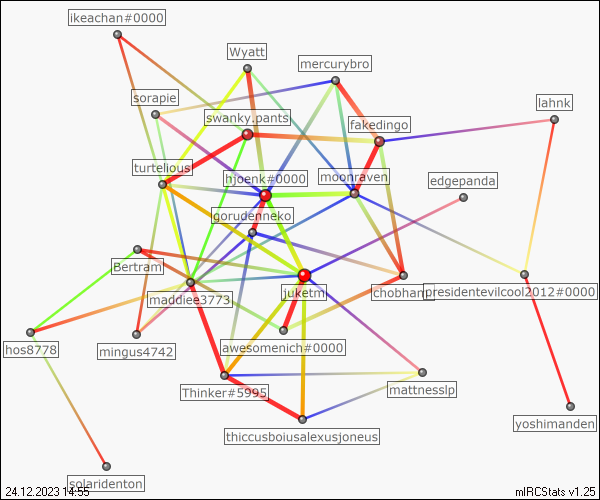 ikeachan#0000
Wyatt
mercurybro
sorapie
lahnk
swanky.pants
fakedingo
turtelious
hjoenk#0000
moonraven
edgepanda
gorudenneko
Bertram
maddiee3773
juketm
chobhanpr
presidentevilcool2012#0000
hos8778
mingus4742
awesomenich#0000
Thinker#5995
mattnesslp
yoshimanden
thiccusboiusalexusjoneus
solaridenton
24.12.2023 14:55
mIRCStats v1.25